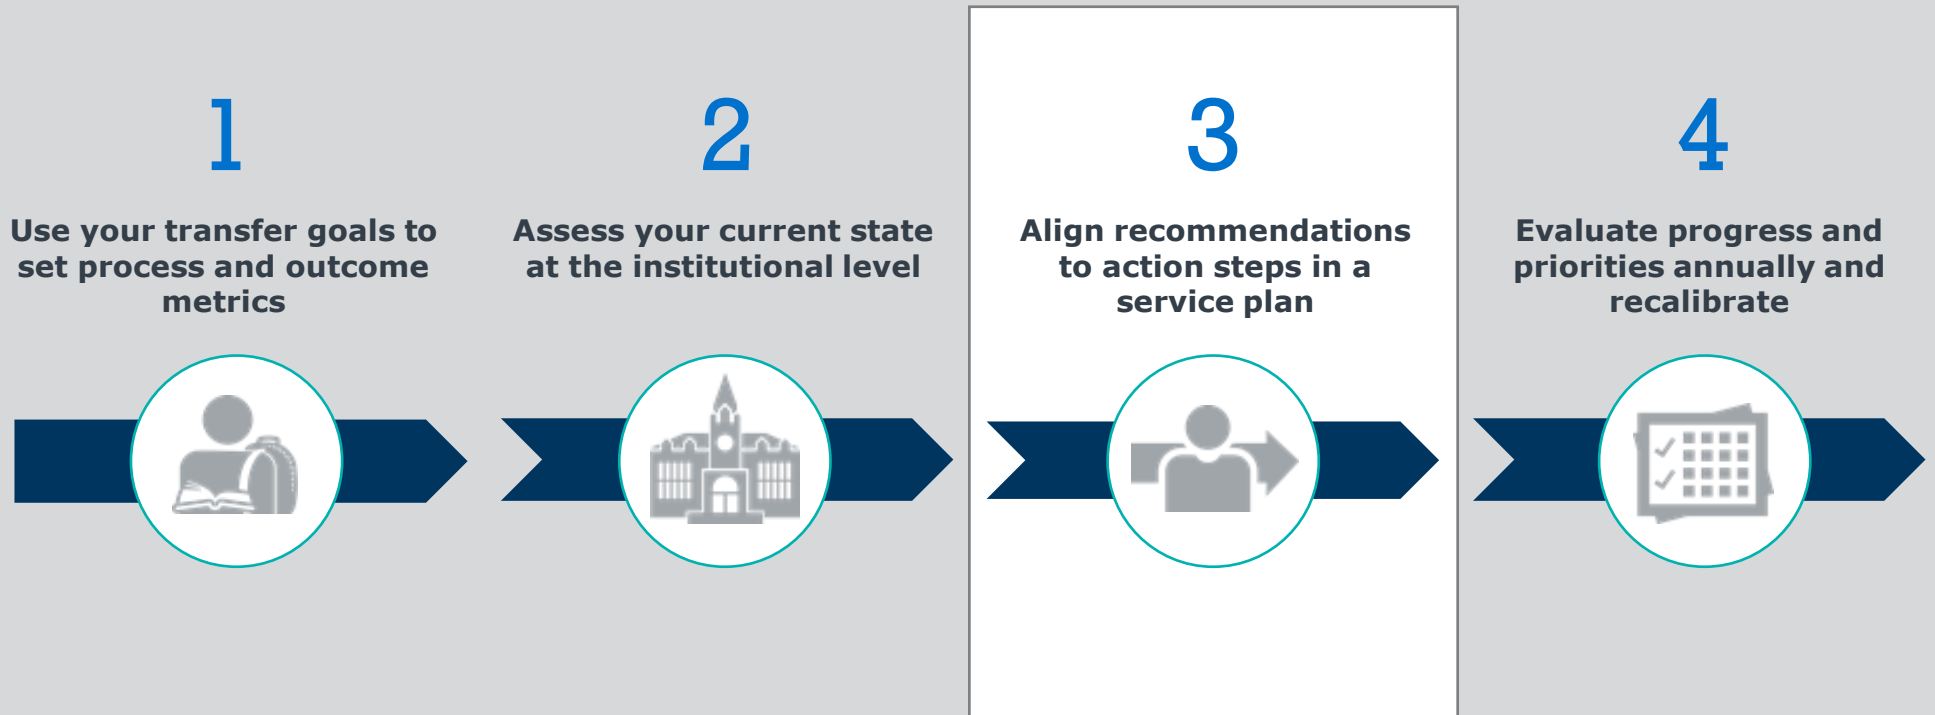 1
Use your transfer goals to
set process and outcome
metrics
2
Assess your current state
at the institutional level
3
Align recommendations
to action steps in a
service plan
4
Evaluate progress and
priorities annually and
recalibrate